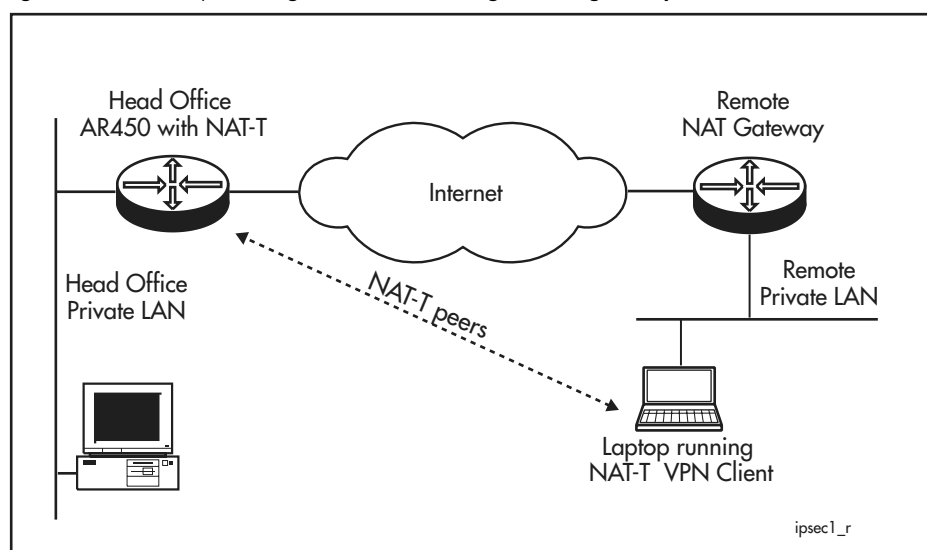 Head Office
AR450 with NAT-T
Remote
NAT Gateway
Internet
Head Office
Private LAN
NAT-T peers
Remote
Private LAN
Laptop running
NAT-T VPN Client
ipsec1_r